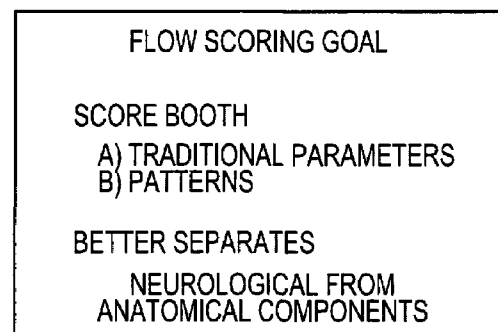 FLOW SCORING GOAL
SCORE BOOTH
A) TRADITIONAL PARAMETERS
B) PATTERNS
BETTER SEPARATES
NEUROLOGICAL FROM
ANATOMICAL COMPONENTS